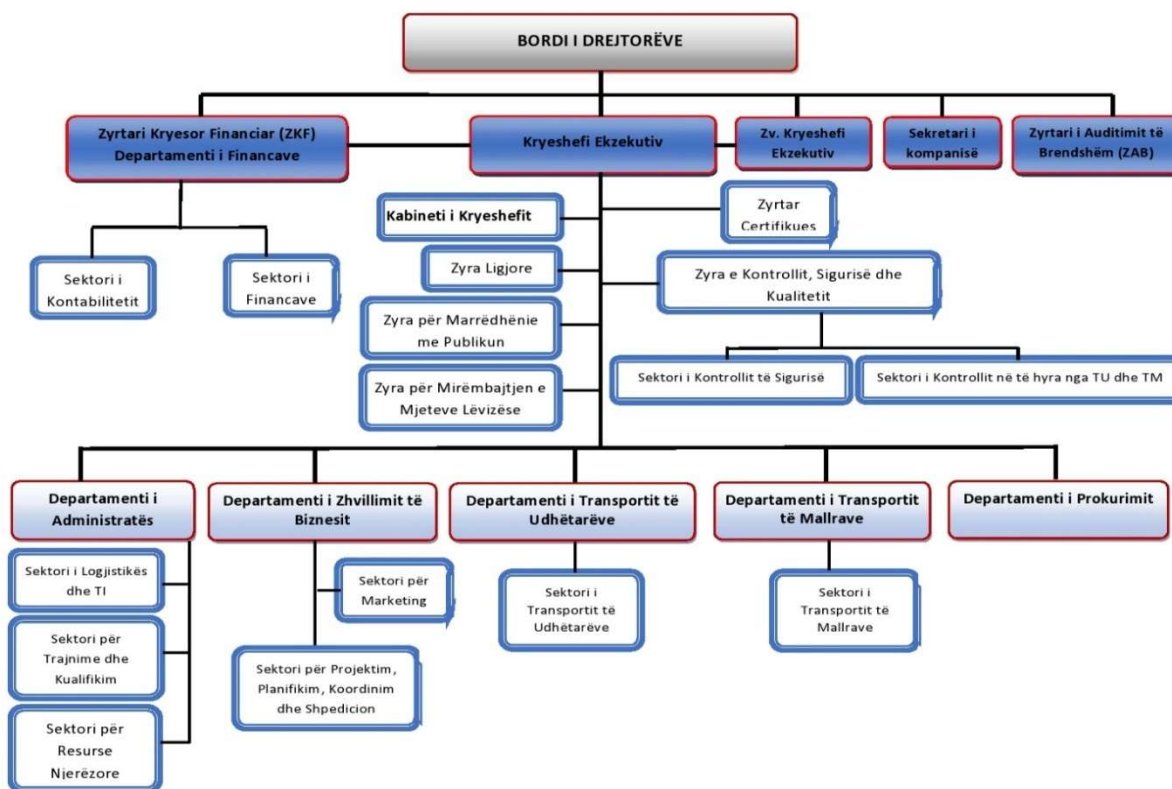 BORDI I DREJTORËVE
Zyrtari Kryesor Financiar (ZKF)
Departamenti i Financave
Kryeshefi Ekzekutiv
Zv. Kryeshefi
Ekzekutiv
Sekretari i
kompanisë
Zyrtari i Auditimit të
Brendshëm (ZAB)
Kabineti i Kryeshefit
Zyrtar
Certifikues
Zyra Ligjore
Zyra e Kontrollit, Sigurisë dhe
Kualitetit
Sektori i
Kontabilitetit
Sektori i
Financave
Zyra për Marrëdhënie
me Publikun
Sektori i Kontrollit të Sigurisë
Sektori i Kontrollit në të hyra nga TU dhe TM
Zyra për Mirëmbajtjen e
Mjeteve Lëvizëse
Departamenti i
Administratës
Departamenti i Zhvillimit të
Biznesit
Departamenti i Transportit të
Udhëtarëve
Departamenti i Transportit
të Mallrave
Departamenti i Prokurimit
Sektori i Logjistikës
dhe TI
Sektori për
Trajnime dhe
Kualifikim
Sektori për
Resurse
Njerëzore
Sektori për
Marketing
Sektori për Projektim,
Planifikim, Koordinim
dhe Shpedicion
Sektori i
Transportit të
Udhëtarëve
Sektori i
Transportit të
Mallrave